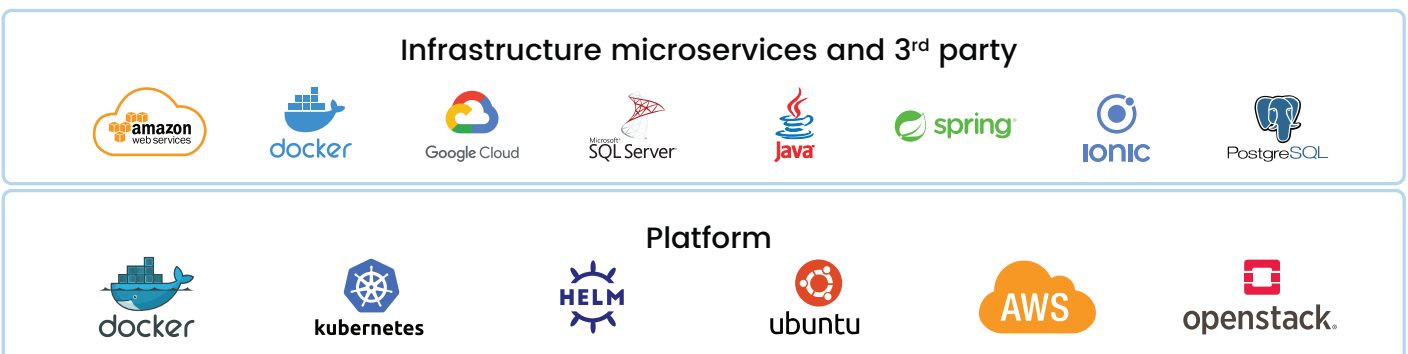 Infrastructure microservices and 3rd party
amazon
web services
docker
Google Cloud
Microsoft®
SQL Server®
Java™
spring®
IONIC
PostgreSQL
Platform
docker
kubernetes
HELM
ubuntu
AWS
openstack.